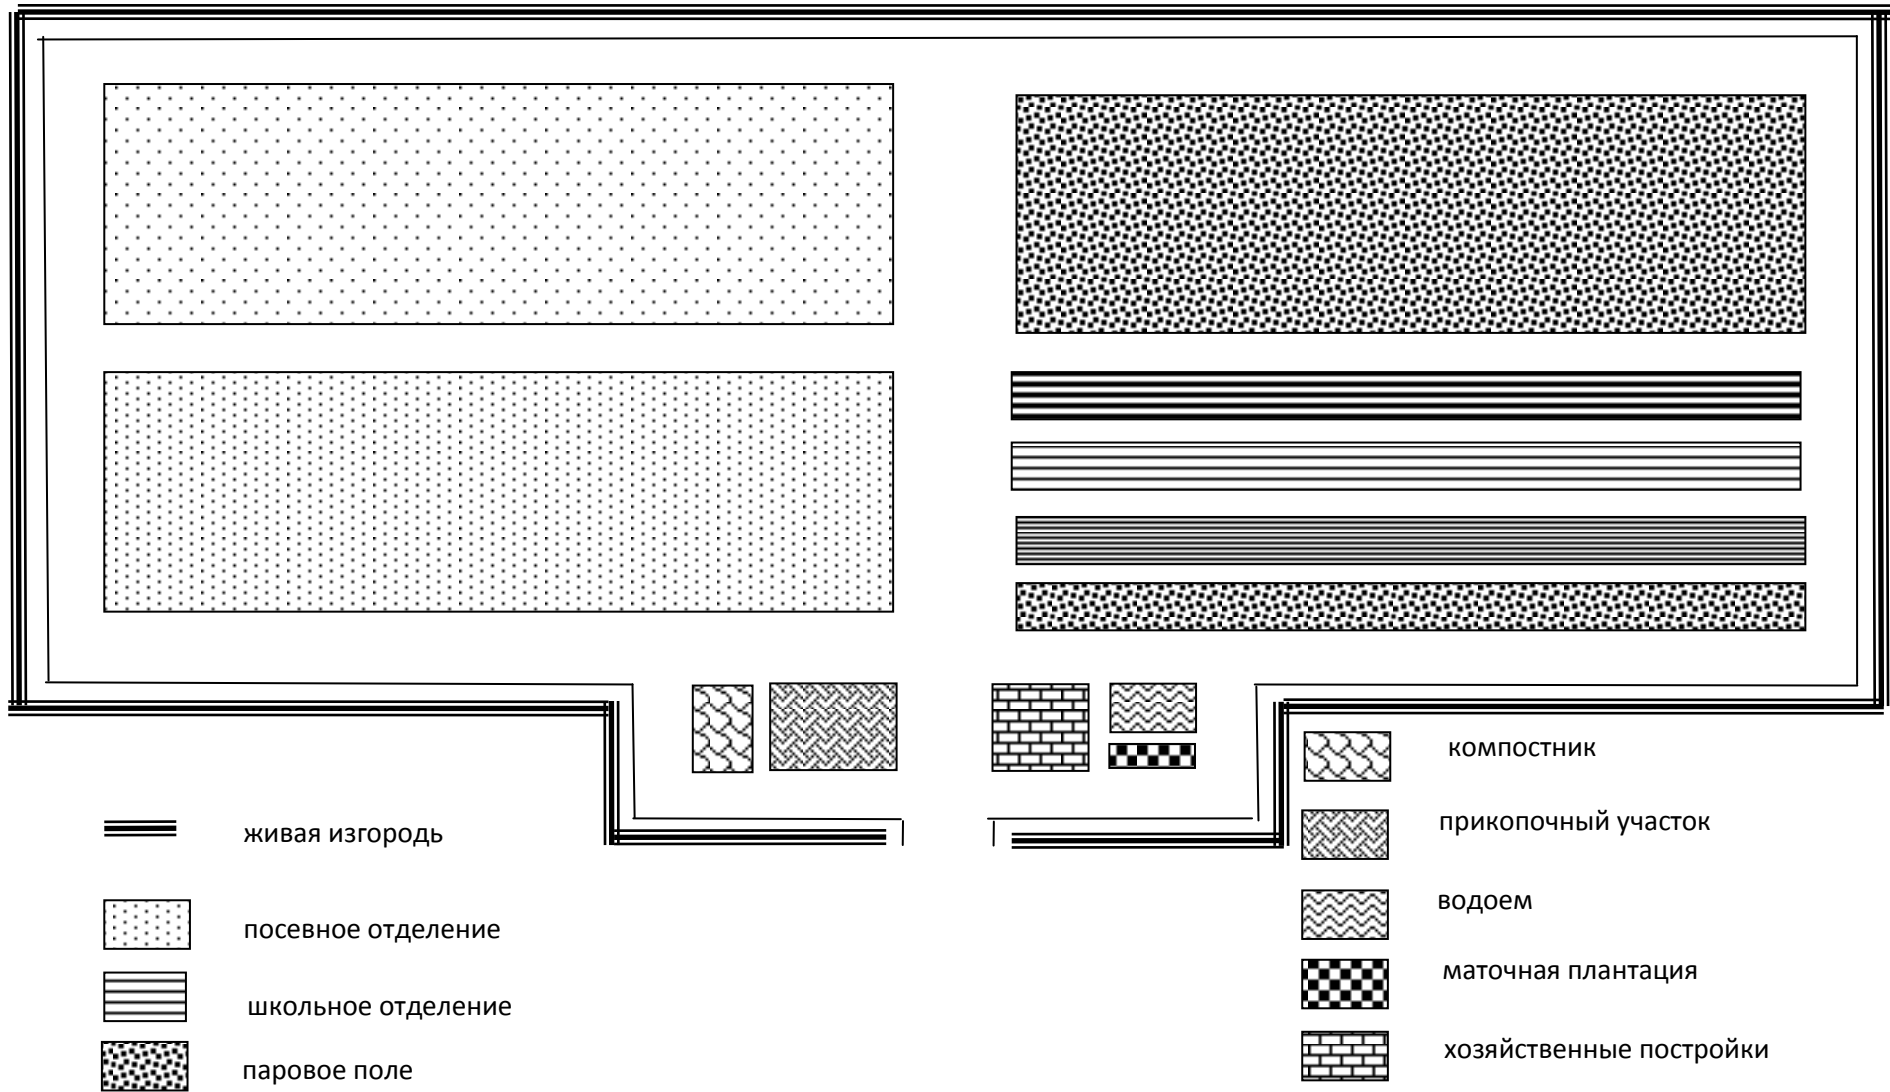 живая изгородь
посевное отделение
школьное отделение
паровое поле
компостник
прикопочный участок
водоем
маточная плантация
хозяйственные постройки